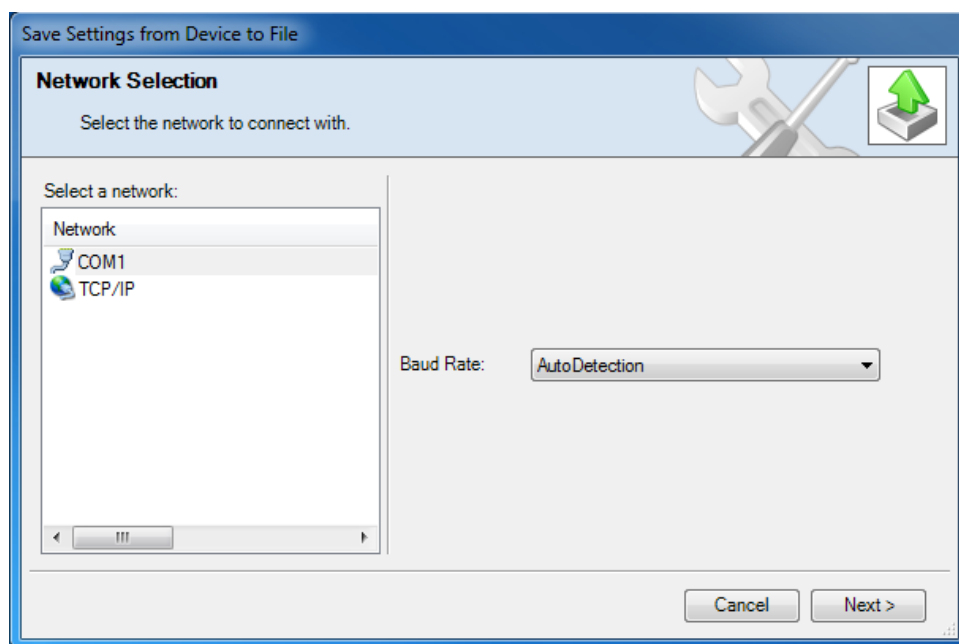 Save Settings from Device to File
Network Selection
Select the network to connect with.
Select a network:
Network
COM1
TCP/IP
Baud Rate:
AutoDetection
Cancel
Next >